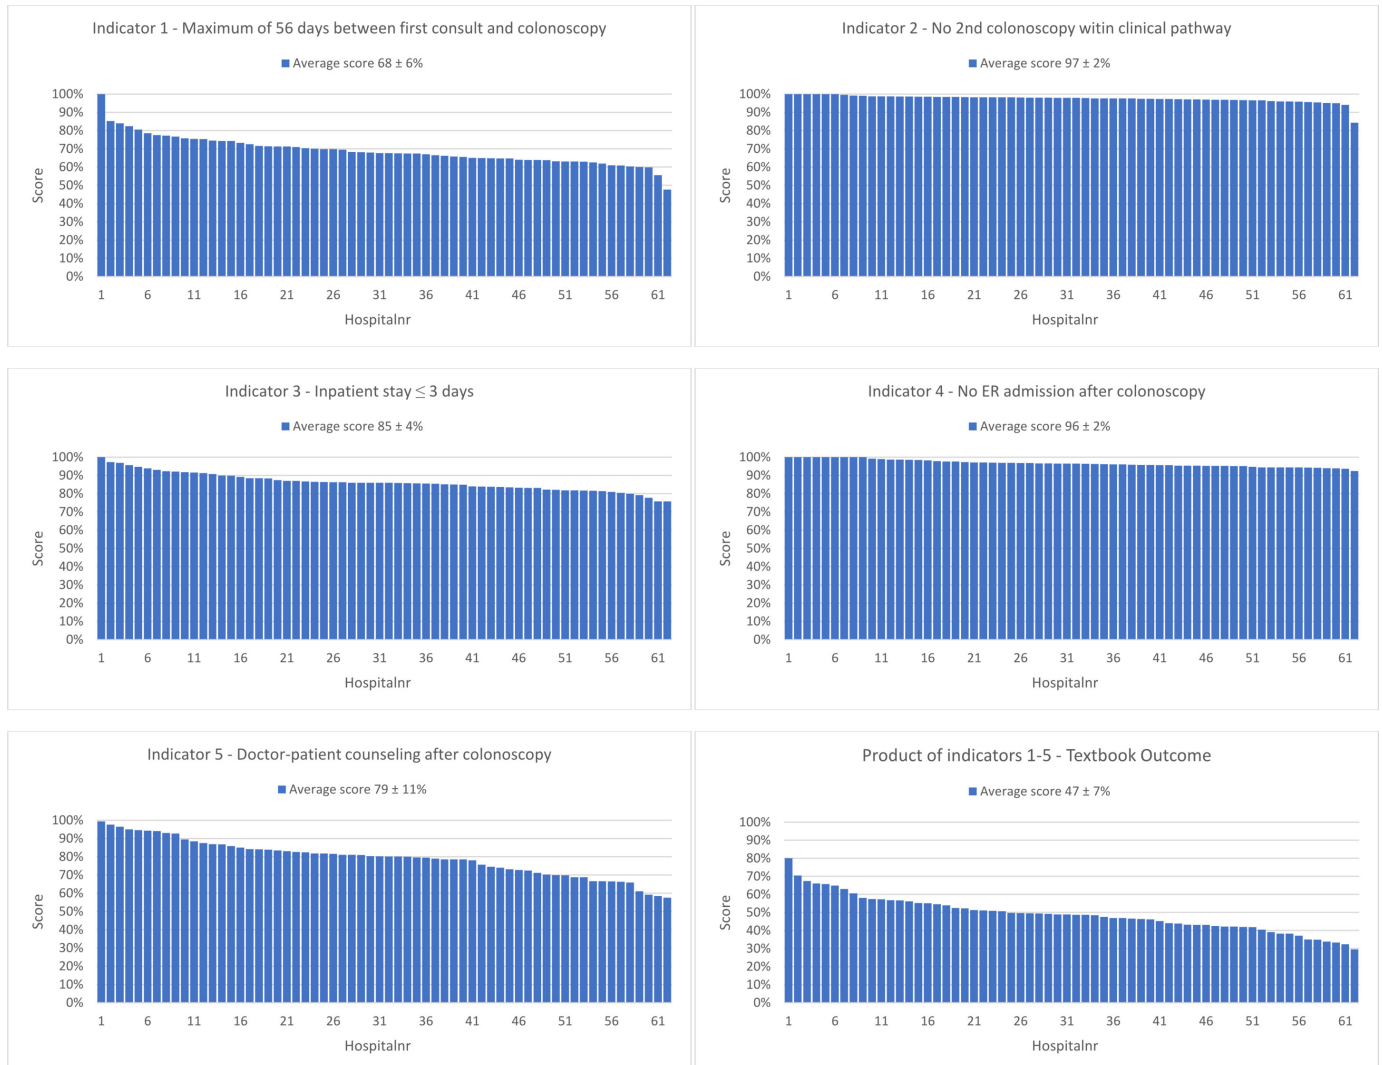 Indicator 1 - Maximum of 56 days between first consult and colonoscopy
Average score 68 ± 6%
100%
90%
80%
70%
60%
50%
40%
30%
20%
10%
0%
Score
1 6 11 16 21 26 31 36 41 46 51 56 61
Hospitalnr
Indicator 2 - No 2nd colonoscopy witin clinical pathway
Average score 97 ± 2%
100%
90%
80%
70%
60%
50%
40%
30%
20%
10%
0%
Score
1 6 11 16 21 26 31 36 41 46 51 56 61
Hospitalnr
Indicator 3 - Inpatient stay ≤ 3 days
Average score 85 ± 4%
100%
90%
80%
70%
60%
50%
40%
30%
20%
10%
0%
Score
1 6 11 16 21 26 31 36 41 46 51 56 61
Hospitalnr
Indicator 4 - No ER admission after colonoscopy
Average score 96 ± 2%
100%
90%
80%
70%
60%
50%
40%
30%
20%
10%
0%
Score
1 6 11 16 21 26 31 36 41 46 51 56 61
Hospitalnr
Indicator 5 - Doctor-patient counseling after colonoscopy
Average score 79 ± 11%
100%
90%
80%
70%
60%
50%
40%
30%
20%
10%
0%
Score
1 6 11 16 21 26 31 36 41 46 51 56 61
Hospitalnr
Product of indicators 1-5 - Textbook Outcome
Average score 47 ± 7%
100%
90%
80%
70%
60%
50%
40%
30%
20%
10%
0%
Score
1 6 11 16 21 26 31 36 41 46 51 56 61
Hospitalnr